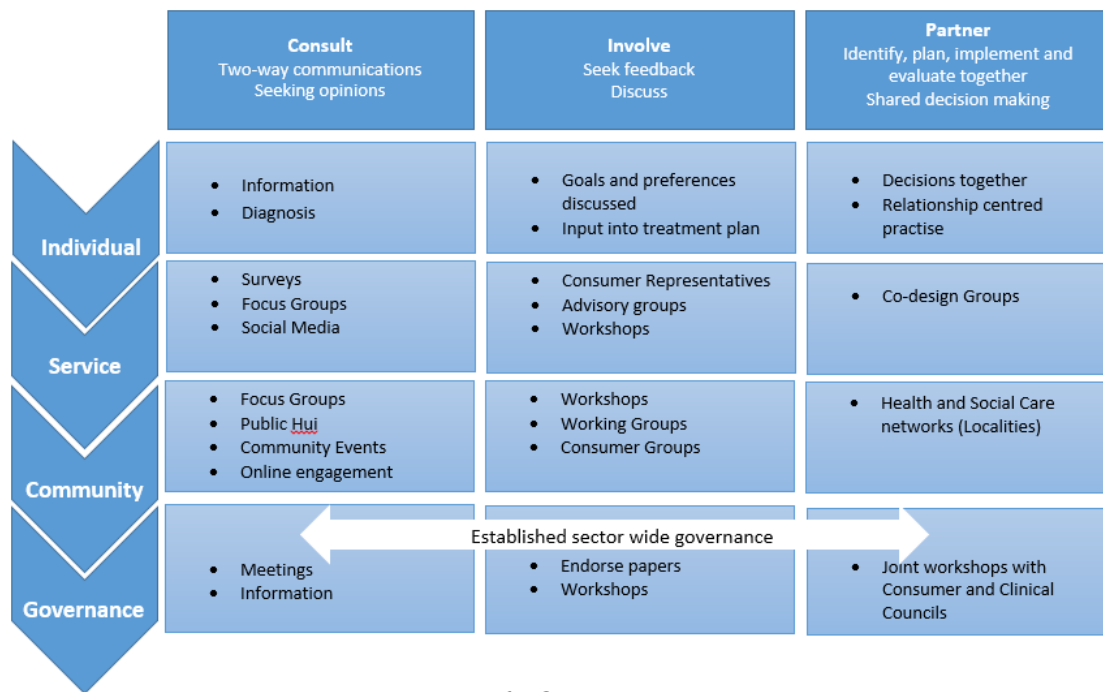 Consult
Two-way communications
Seeking opinions
Involve
Seek feedback
Discuss
Partner
Identify, plan, implement and
evaluate together
Shared decision making
Individual
• Information
• Diagnosis
• Goals and preferences
discussed
• Input into treatment plan
• Decisions together
• Relationship centred
practise
Service
• Surveys
• Focus Groups
• Social Media
• Consumer Representatives
• Advisory groups
• Workshops
• Co-design Groups
Community
• Focus Groups
• Public Hui
• Community Events
• Online engagement
• Workshops
• Working Groups
• Consumer Groups
• Health and Social Care
networks (Localities)
Governance
Established sector wide governance
• Meetings
• Information
• Endorse papers
• Workshops
• Joint workshops with
Consumer and Clinical
Councils